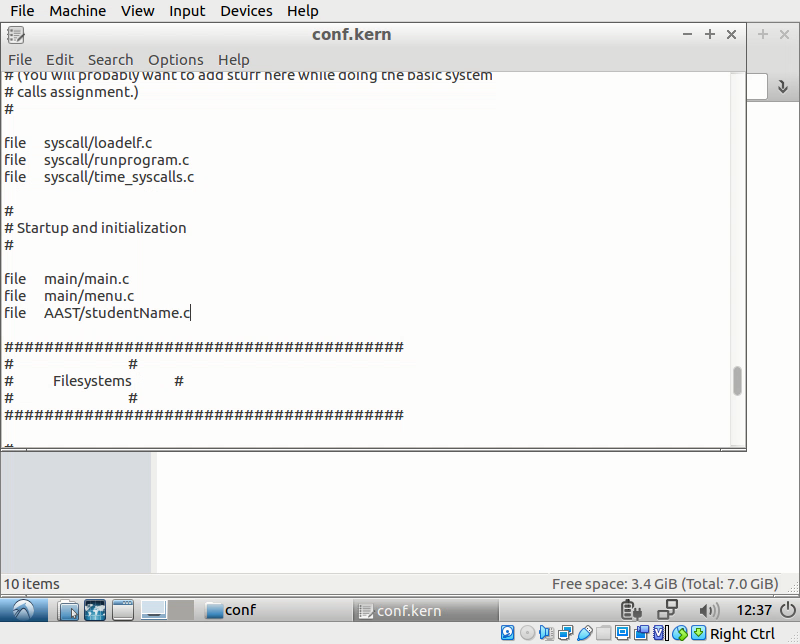 File Machine View Input Devices Help
conf.kern
File Edit Search Options Help
# (You will probably want to add stuff here while doing the basic system
# calls assignment.)
#
file syscall/loadelf.c
file syscall/runprogram.c
file syscall/time_syscalls.c
#
# Startup and initialization
#
file main/main.c
file main/menu.c
file AAST/studentName.c
########################################
# #
# Filesystems #
# #
########################################
#
10 items
Free space: 3.4 GiB (Total: 7.0 GiB)
conf
conf.kern
12:37
Right Ctrl